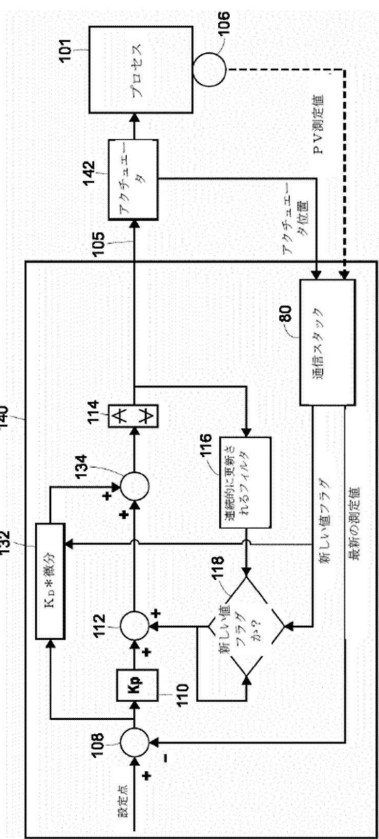 140
132
K_D*微分
108
設定点
+
−
Kp
110
112
+
+
134
+
+
114
105
142
アクチュエー
タ
101
プロセス
106
116
連続的に更新さ
れるフィルタ
118
新しい値
フラグ
か?
新しい値フラグ
最新の測定値
80
通信スタック
アクチュエー
タ位置
PV測定値